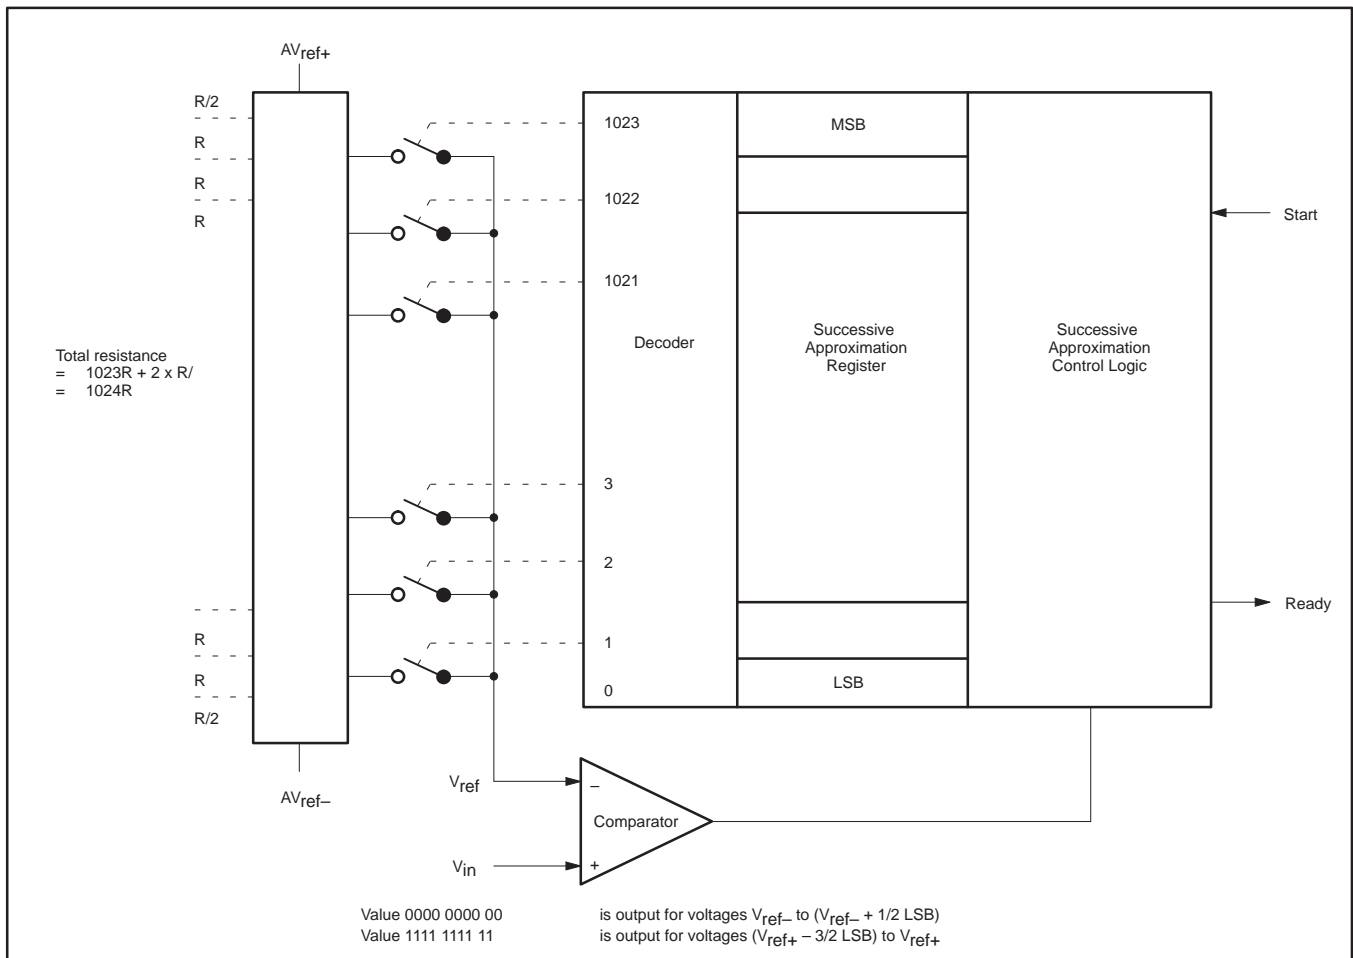 AVref+
R/2
R
R
R
1023
1022
1021
MSB
Start
Decoder
Successive
Approximation
Register
Successive
Approximation
Control Logic
Total resistance
= 1023R + 2 x R/
= 1024R
3
2
1
0
Ready
R
R
R/2
LSB
AVref–
Vref
–
Comparator
Vin
+
Value 0000 0000 00 is output for voltages Vref– to (Vref– + 1/2 LSB)
Value 1111 1111 11 is output for voltages (Vref+ – 3/2 LSB) to Vref+